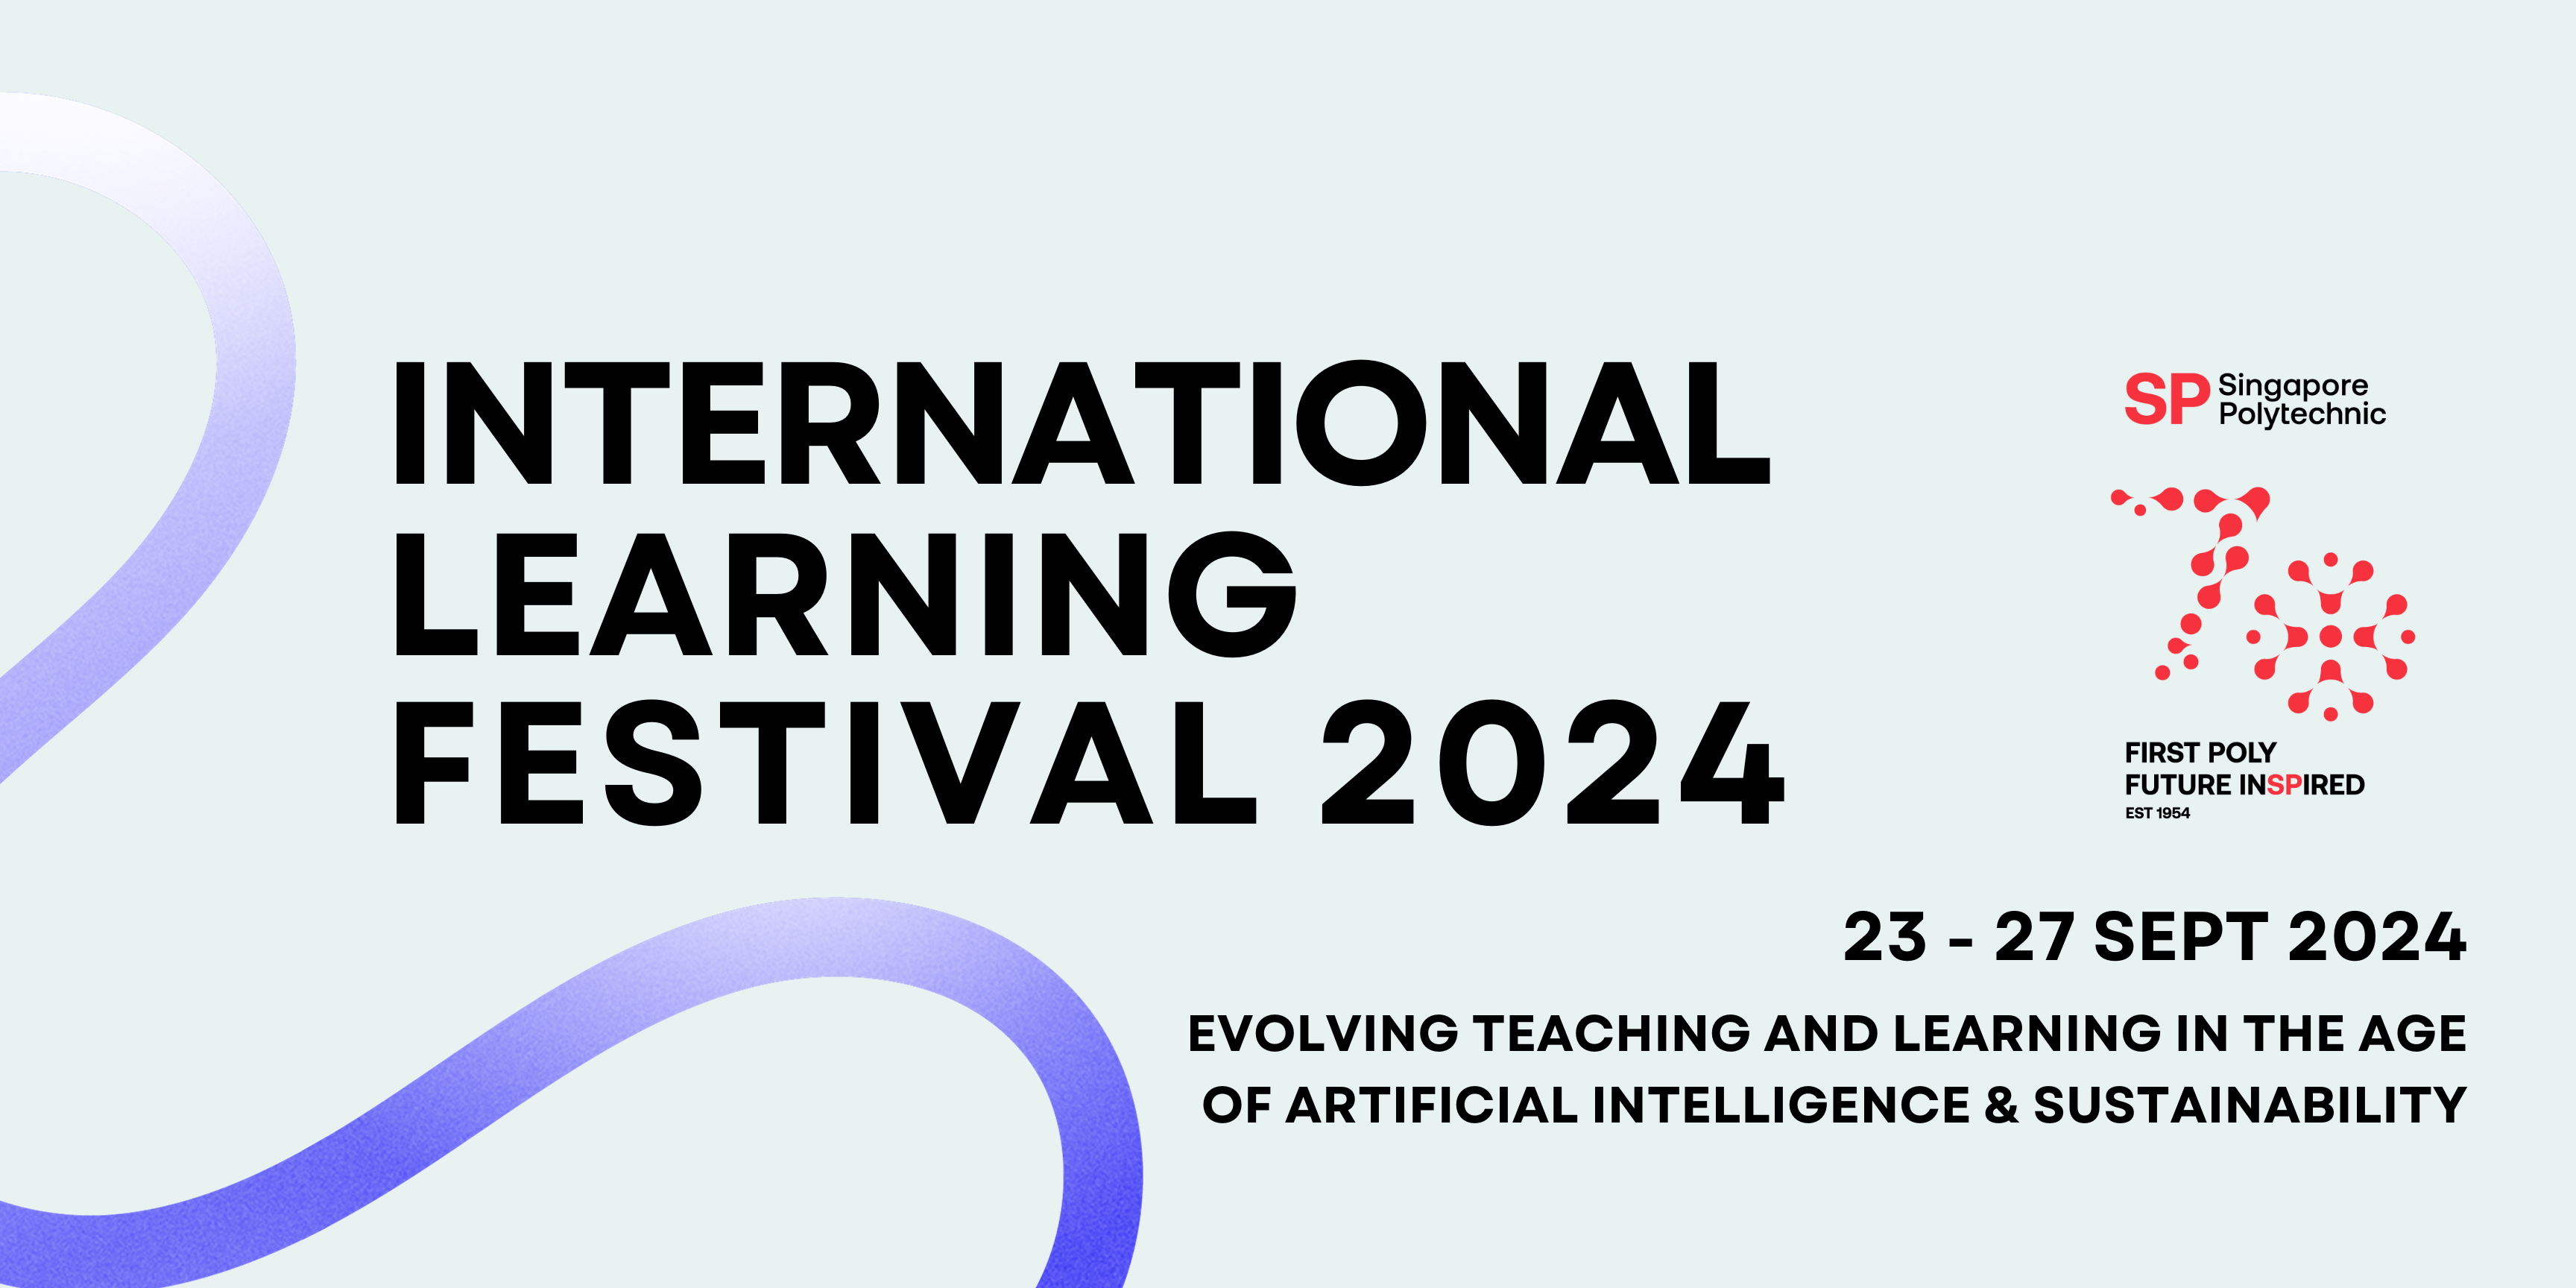 INTERNATIONAL
LEARNING
FESTIVAL 2024
SP Singapore
Polytechnic
70
FIRST POLY
FUTURE INSPIRED
EST 1954
23 - 27 SEPT 2024
EVOLVING TEACHING AND LEARNING IN THE AGE
OF ARTIFICIAL INTELLIGENCE & SUSTAINABILITY